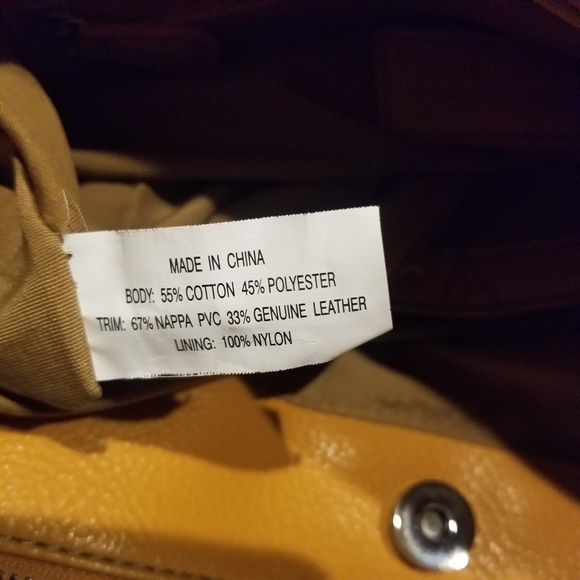 MADE IN CHINA
BODY: 55% COTTON 45% POLYESTER
TRIM: 67% NAPPA PVC 33% GENUINE LEATHER
LINING: 100% NYLON